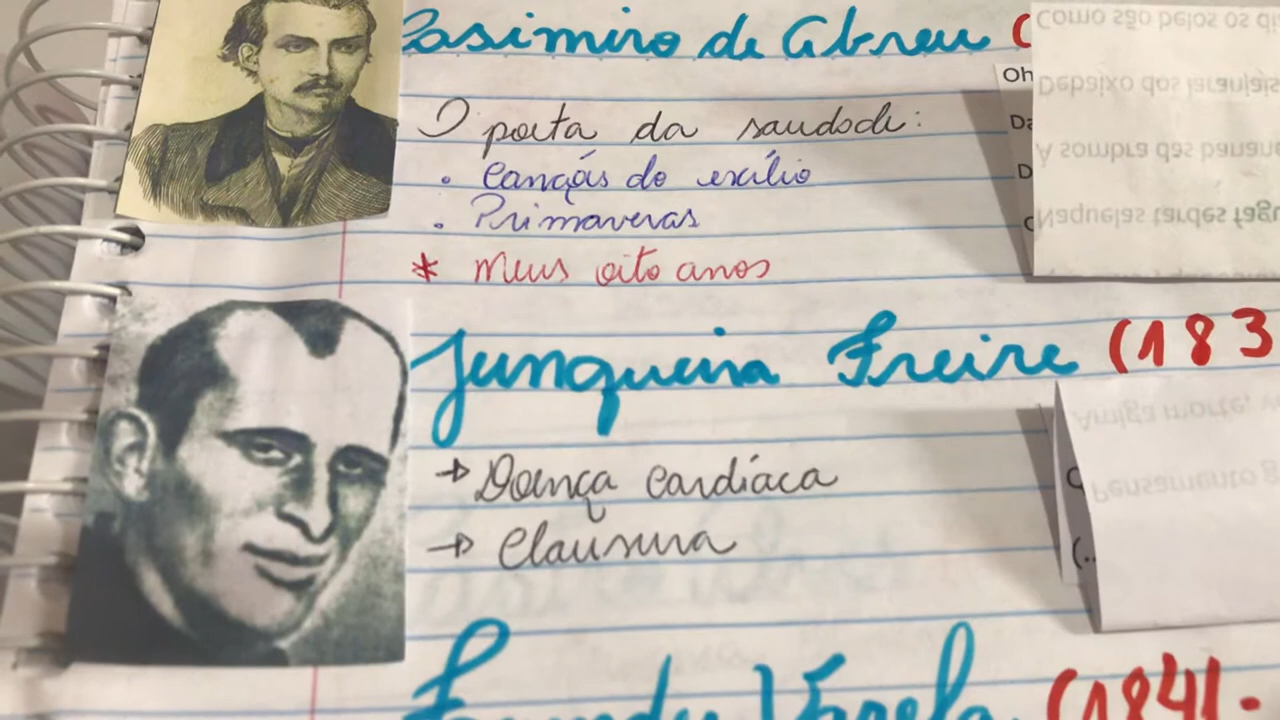 Casimiro de Abreu (
O poeta da saudade:
• Canções do exílio
• Primaveras
* Meus oito anos
Oh
Como são belos os di
Debaixo dos laranjais
À sombra das banane
Naquelas tardes fagu
Junqueira Freire (183
→ Doença cardíaca
→ Clausura
Amiga morte, v
Pensamento g
(..
Fagundes Varela (1841-